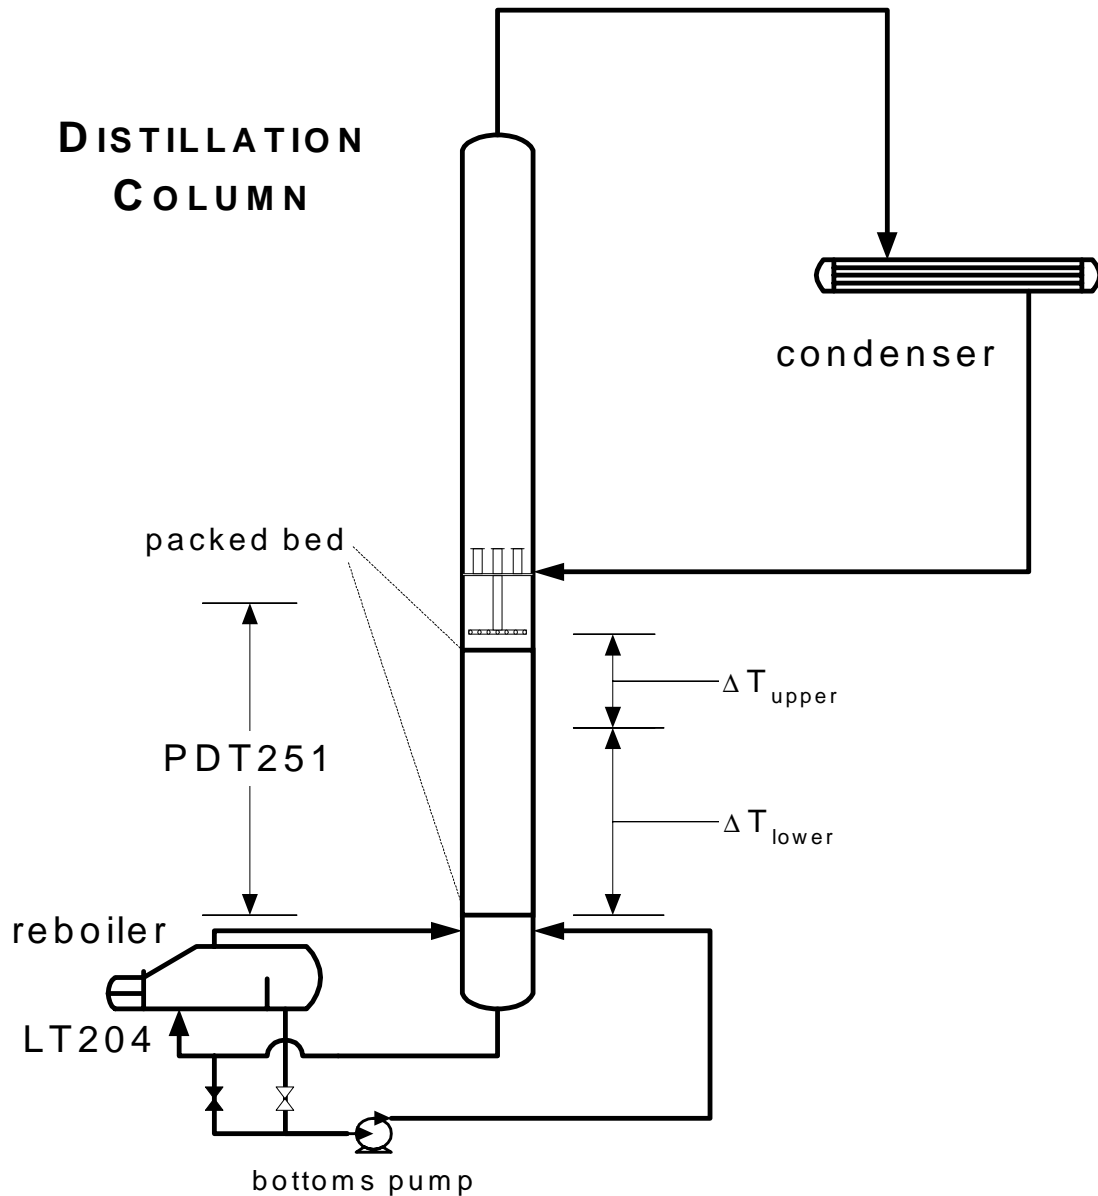 DISTILLATION
COLUMN
condenser
packed bed
ΔT upper
PDT251
ΔT lower
reboiler
LT204
bottoms pump